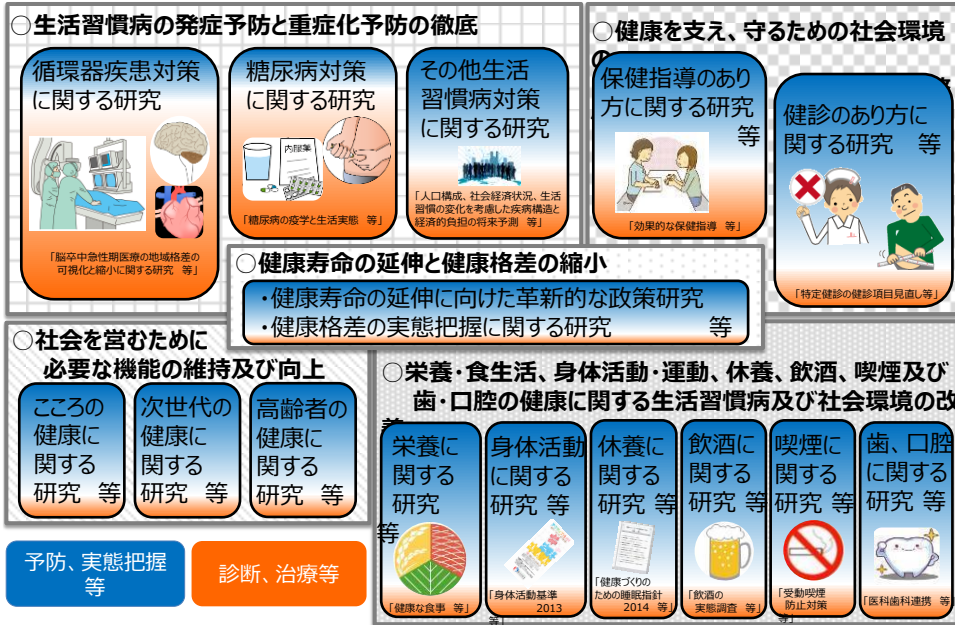 ○生活習慣病の発症予防と重症化予防の徹底
循環器疾患対策
に関する研究
「脳卒中急性期医療の地域格差の
可視化と縮小に関する研究 等」
糖尿病対策
に関する研究
内服薬
「糖尿病の疫学と生活実態 等」
その他生活
習慣病対策
に関する研究
「人口構成、社会経済状況、生活
習慣の変化を考慮した疾病構造と
経済的負担の将来予測 等」
○健康を支え、守るための社会環境
の
保健指導のあり
方に関する研究
等
「効果的な保健指導 等」
健診のあり方に
関する研究 等
「特定健診の健診項目見直し等」
○健康寿命の延伸と健康格差の縮小
・健康寿命の延伸に向けた革新的な政策研究
・健康格差の実態把握に関する研究 等
○社会を営むために
必要な機能の維持及び向上
こころの
健康に
関する
研究 等
次世代の
健康に
関する
研究 等
高齢者の
健康に
関する
研究 等
○栄養・食生活、身体活動・運動、休養、飲酒、喫煙及び
歯・口腔の健康に関する生活習慣病及び社会環境の改
栄養に
関する
研究
等
「健康な食事 等」
身体活動
に関する
研究 等
「身体活動基準
2013
等」
休養に
関する
研究 等
「健康づくりの
ための睡眠指針
2014 等」
飲酒に
関する
研究 等
「飲酒の
実態調査 等」
喫煙に
関する
研究 等
「受動喫煙
防止対策
等」
歯、口腔
に関する
研究 等
「医科歯科連携 等」
予防、実態把握
等
診断、治療等